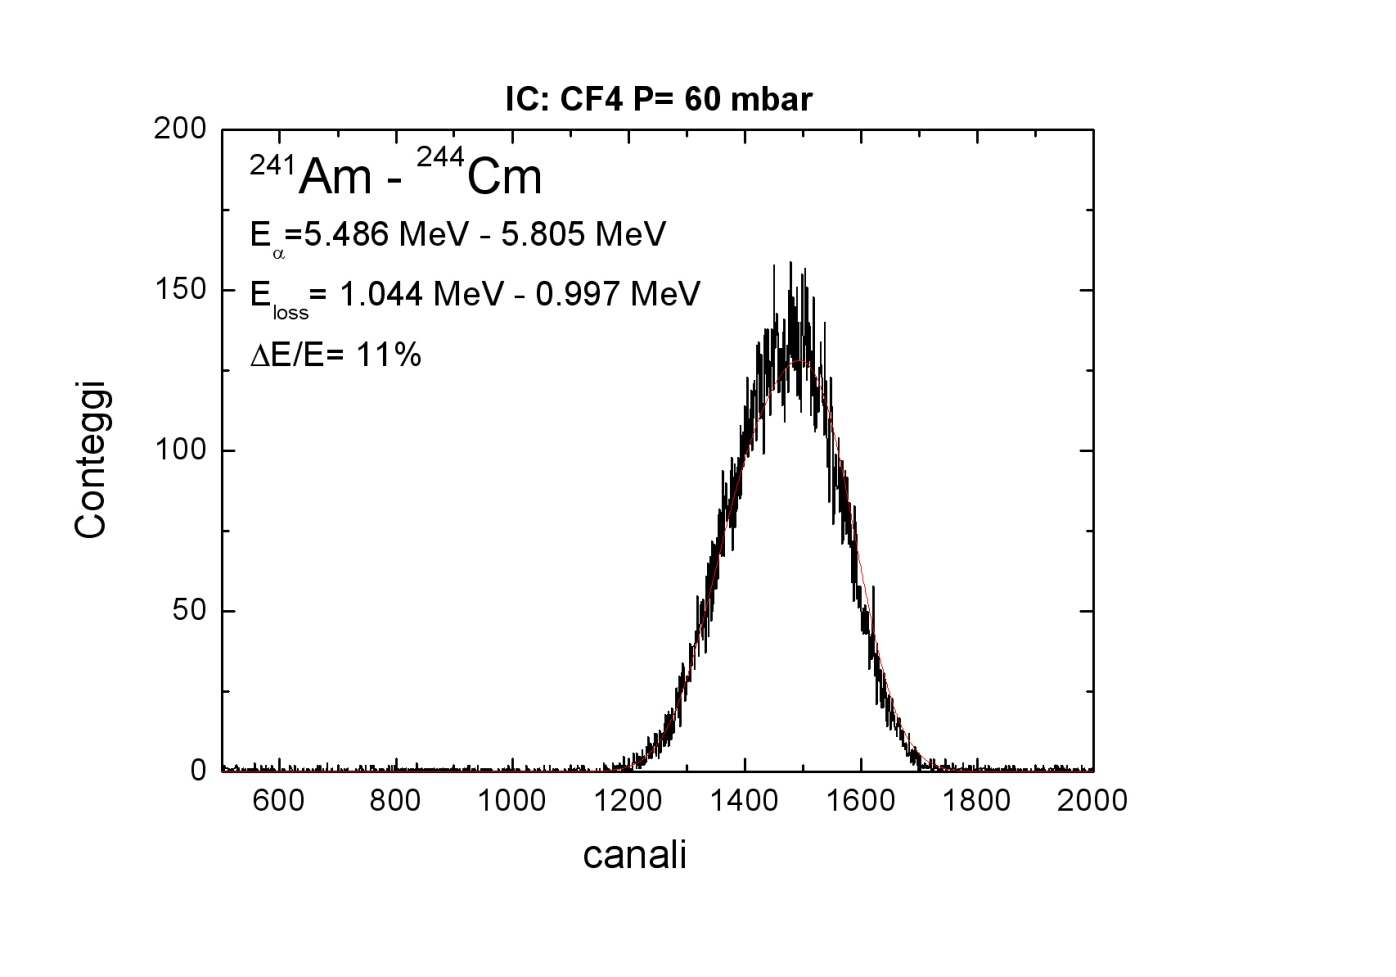 IC: CF4 P= 60 mbar
200
²⁴¹Am - ²⁴⁴Cm
Eα=5.486 MeV - 5.805 MeV
150
Eloss= 1.044 MeV - 0.997 MeV
ΔE/E= 11%
Conteggi
100
50
0
600 800 1000 1200 1400 1600 1800 2000
canali